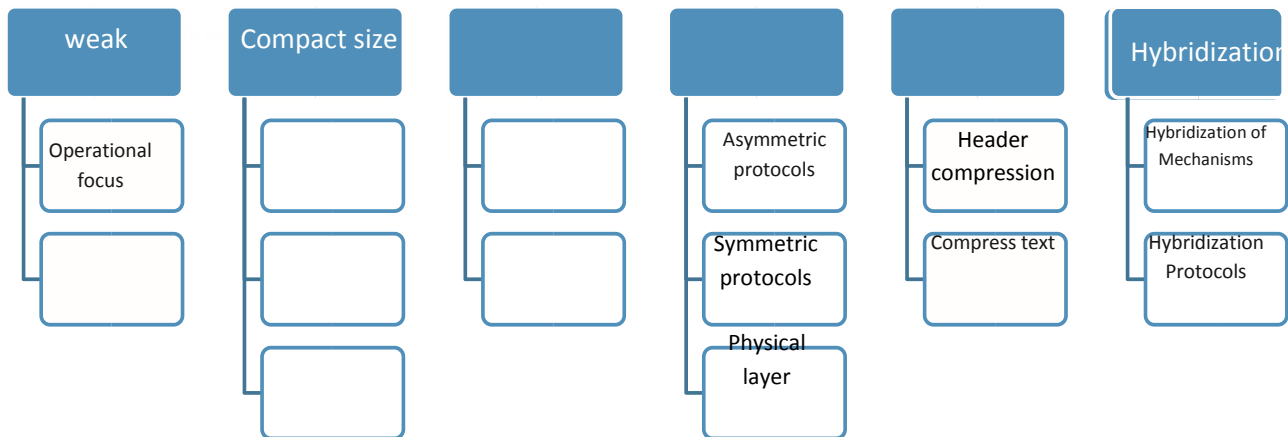 weak
Operational
focus
Compact size
Asymmetric
protocols
Symmetric
protocols
Physical
layer
Header
compression
Compress text
Hybridization
Hybridization of
Mechanisms
Hybridization
Protocols